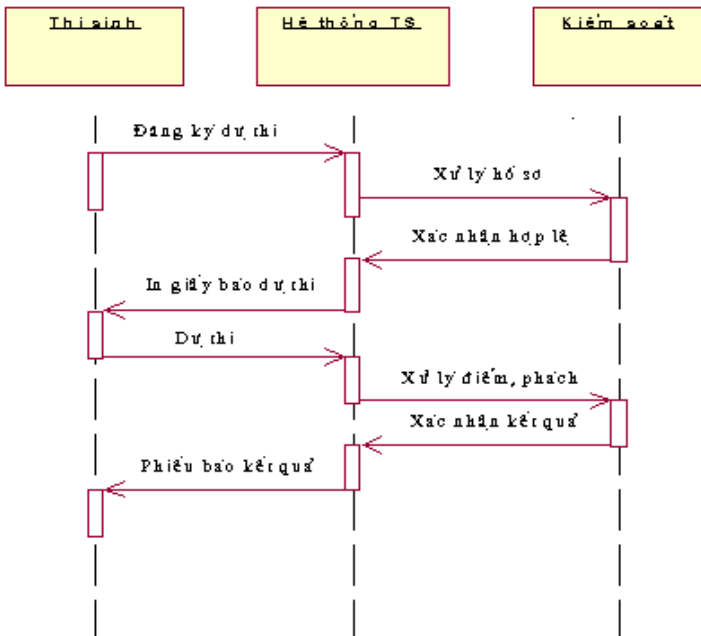 Thí sinh
Hệ thống TS
Kiểm soát
Đăng ký dự thi
Xử lý hồ sơ
Xác nhận hợp lệ
In giấy báo dự thi
Dự thi
Xử lý điểm, phách
Xác nhận kết quả
Phiếu báo kết quả